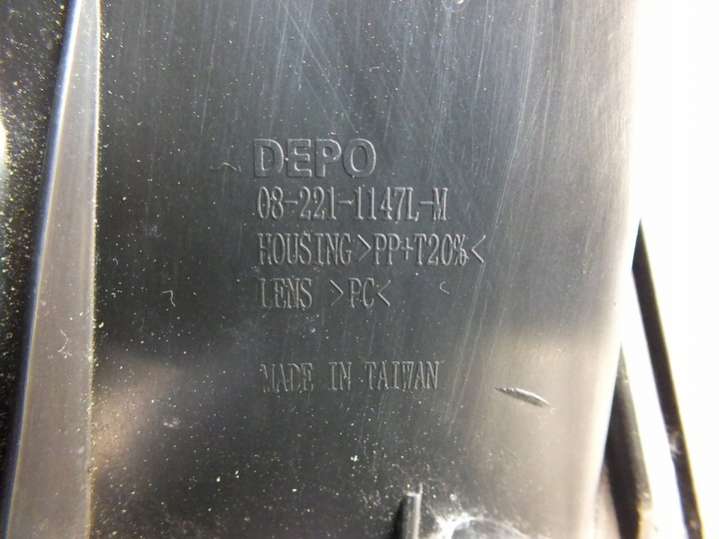 DEPO
08-221-1147L-M
HOUSING >PP+T20%<
LENS >PC<
MADE IN TAIWAN